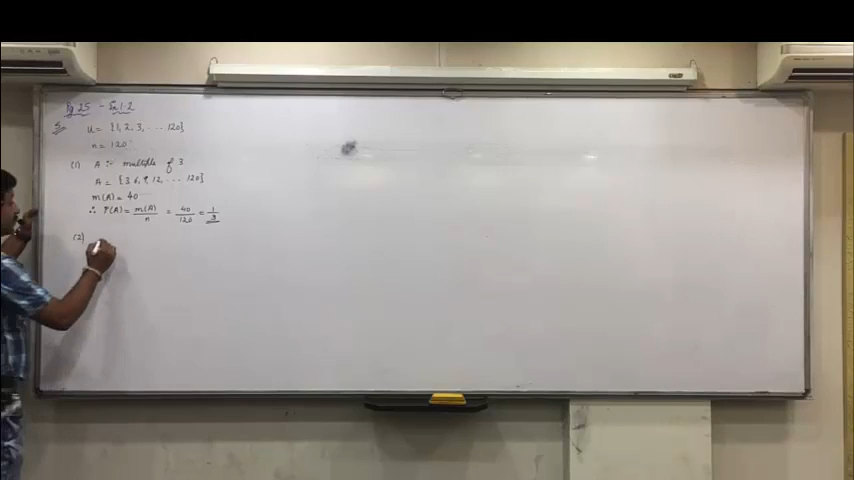 Pg 25 - Ex 1.2
5. U = {1, 2, 3, ... 120}
n = 120
(1) A :- multiple of 3
A = {3, 6, 9, 12, ... 120}
m(A) = 40
∴ P(A) = m(A)/n = 40/120 = 1/3
(2)